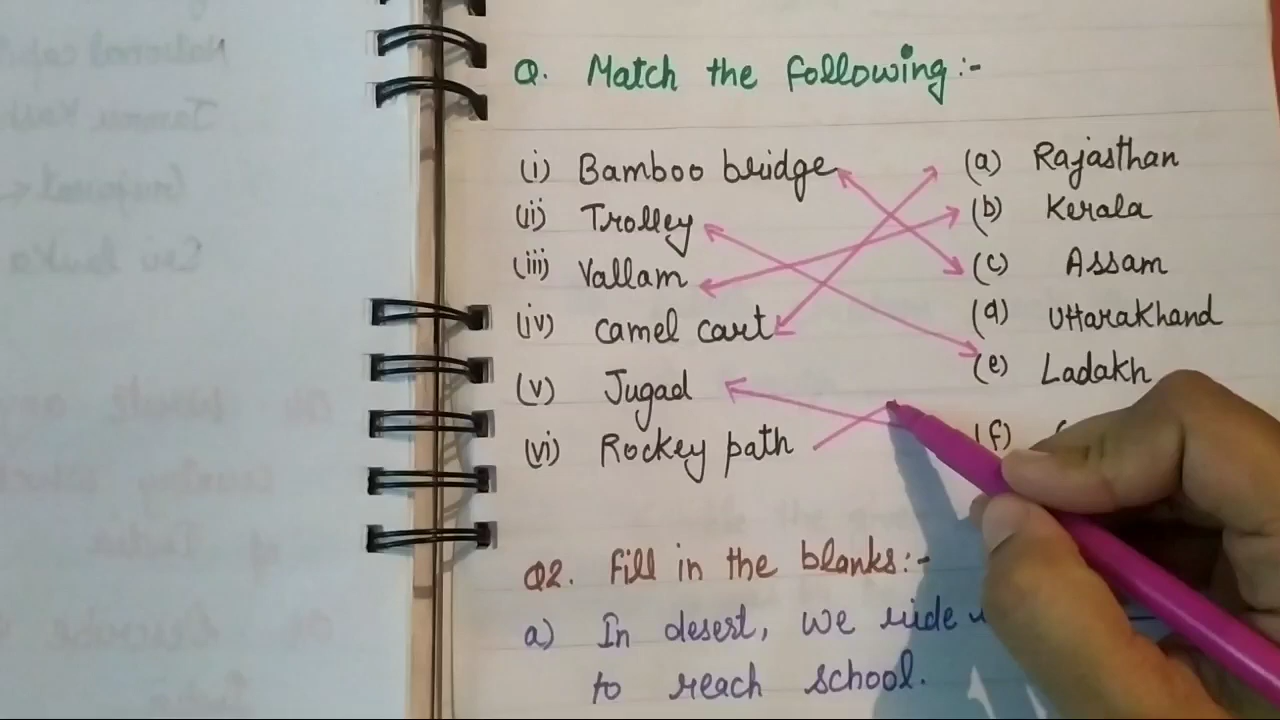 Q. Match the following:-
(i) Bamboo bridge (a) Rajasthan
(ii) Trolley (b) Kerala
(iii) Vallam (c) Assam
(iv) camel cart (d) Uttarakhand
(v) Jugad (e) Ladakh
(vi) Rockey path (f)
Q2. Fill in the blanks:-
a) In desert, we ride
to reach school.